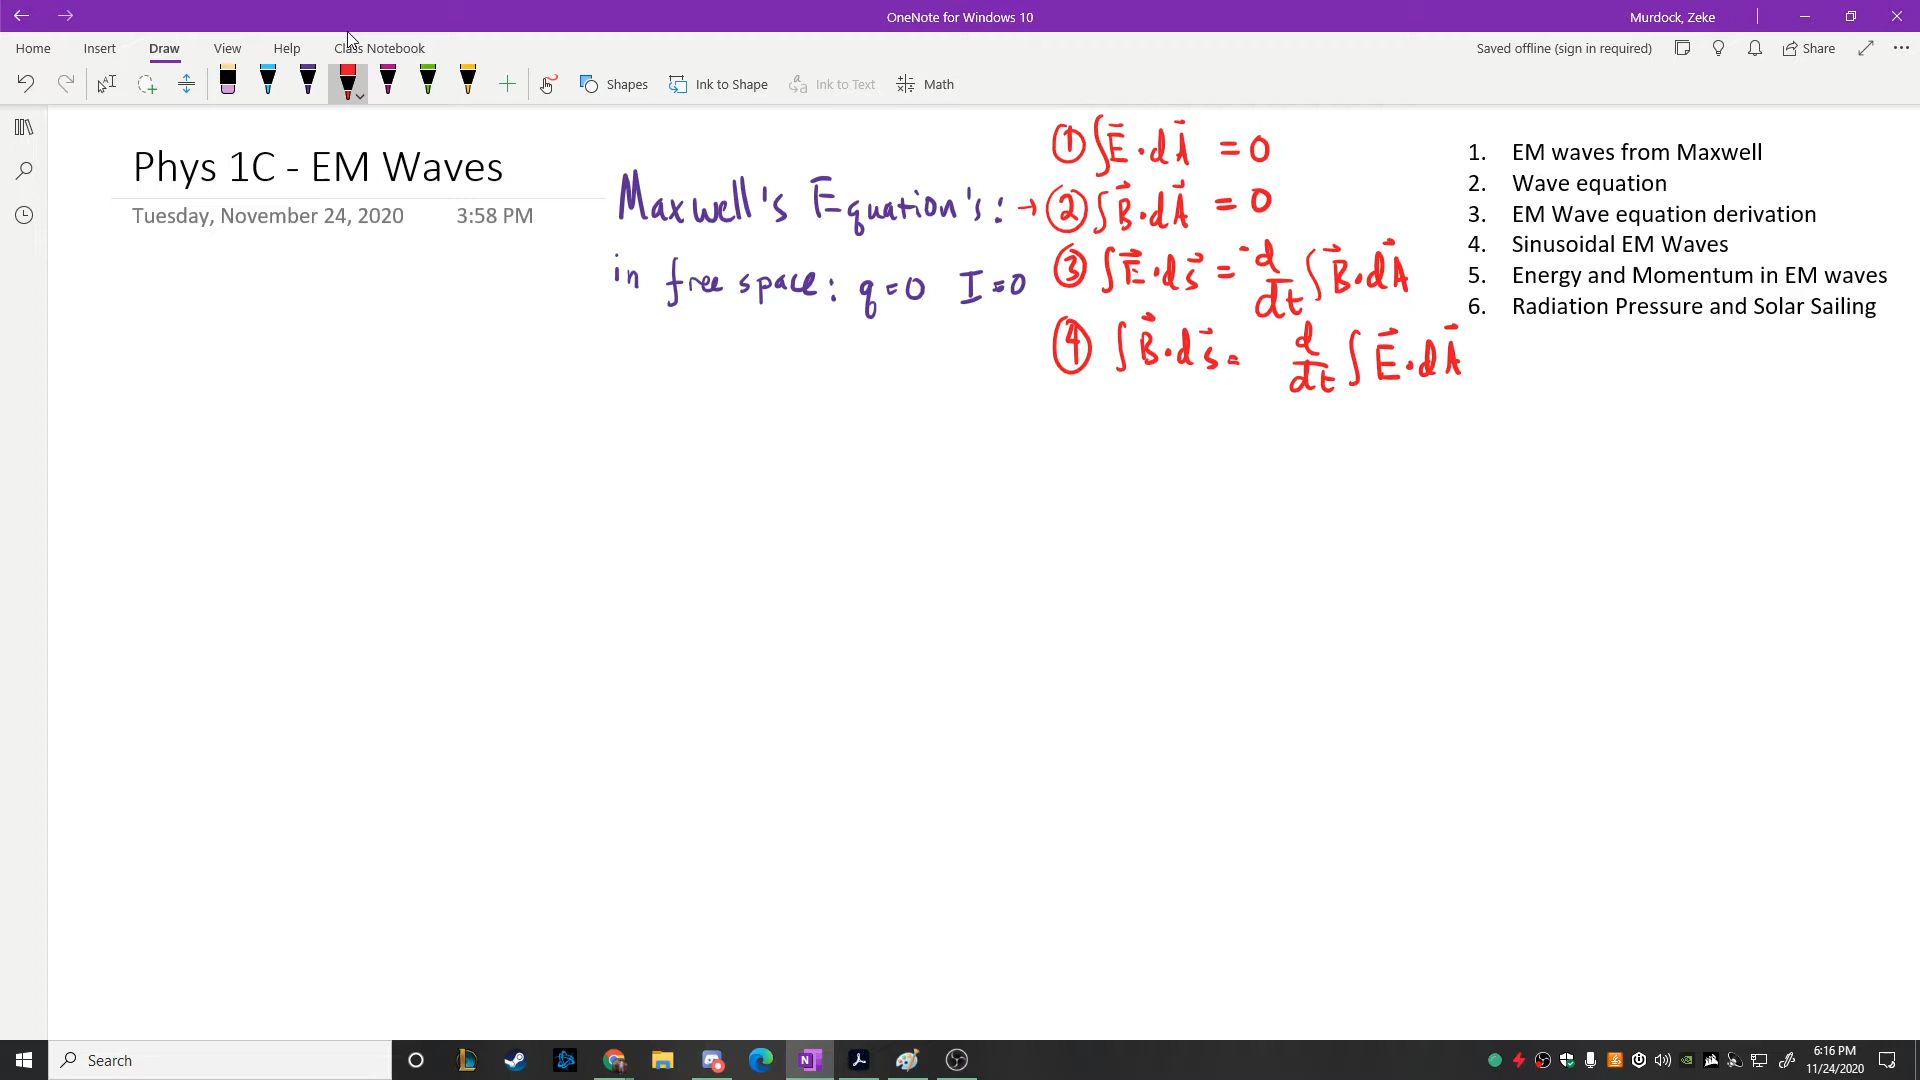 OneNote for Windows 10
Murdock, Zeke
Home Insert Draw View Help Class Notebook
Saved offline (sign in required) Share
Shapes Ink to Shape Ink to Text Math
Phys 1C - EM Waves
Tuesday, November 24, 2020 3:58 PM
Maxwell's Equation's: →
in free space: q=0 I=0
① ∫E⃗·dA⃗ = 0
② ∫B⃗·dA⃗ = 0
③ ∫E⃗·ds⃗ = -d/dt ∫B⃗·dA⃗
④ ∫B⃗·ds⃗ = d/dt ∫E⃗·dA⃗
1. EM waves from Maxwell
2. Wave equation
3. EM Wave equation derivation
4. Sinusoidal EM Waves
5. Energy and Momentum in EM waves
6. Radiation Pressure and Solar Sailing
Search
6:16 PM
11/24/2020